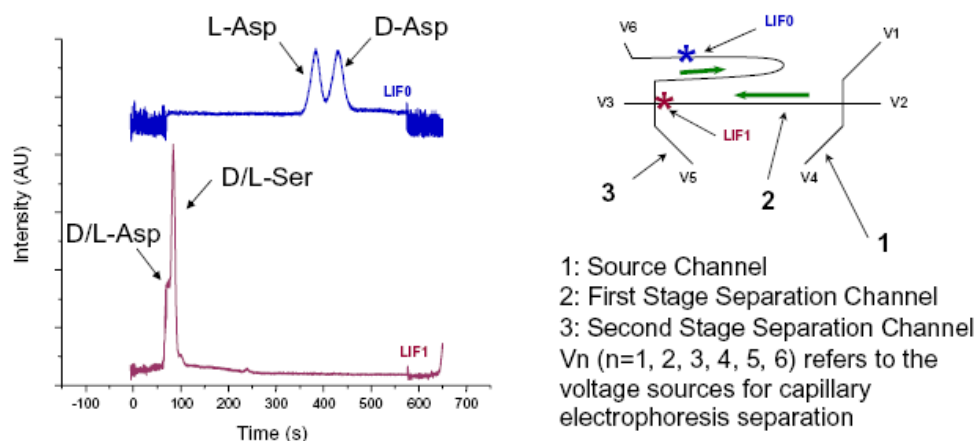 L-Asp
D-Asp
LIF0
D/L-Ser
D/L-Asp
LIF1
Intensity (AU)
-100 0 100 200 300 400 500 600 700
Time (s)
V6
LIF0
V1
V3
V2
LIF1
V5
V4
3
2
1
1: Source Channel
2: First Stage Separation Channel
3: Second Stage Separation Channel
Vn (n=1, 2, 3, 4, 5, 6) refers to the
voltage sources for capillary
electrophoresis separation